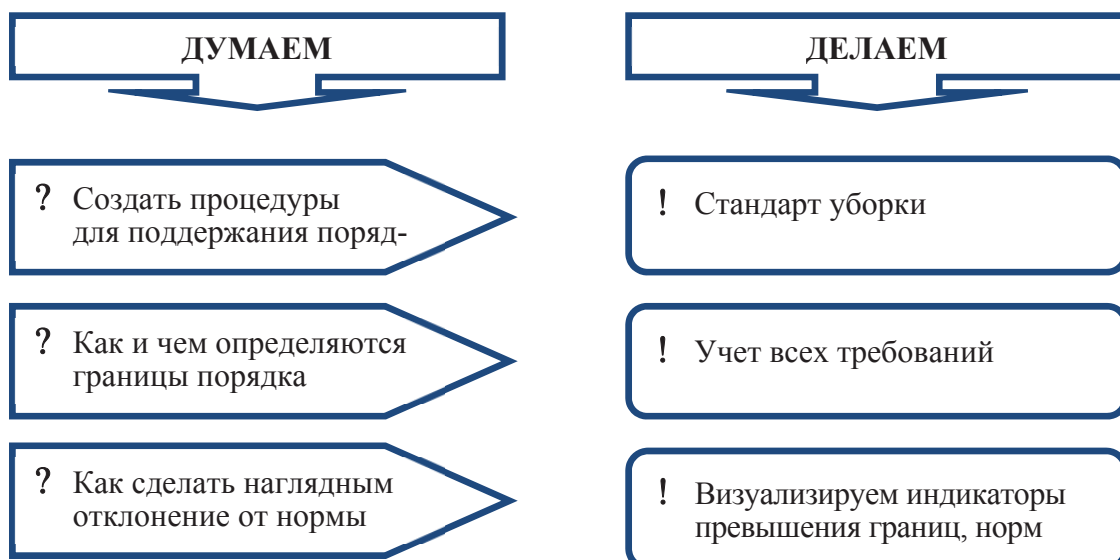 ДУМАЕМ
ДЕЛАЕМ
? Создать процедуры
для поддержания поряд-
! Стандарт уборки
? Как и чем определяются
границы порядка
! Учет всех требований
? Как сделать наглядным
отклонение от нормы
! Визуализируем индикаторы
превышения границ, норм